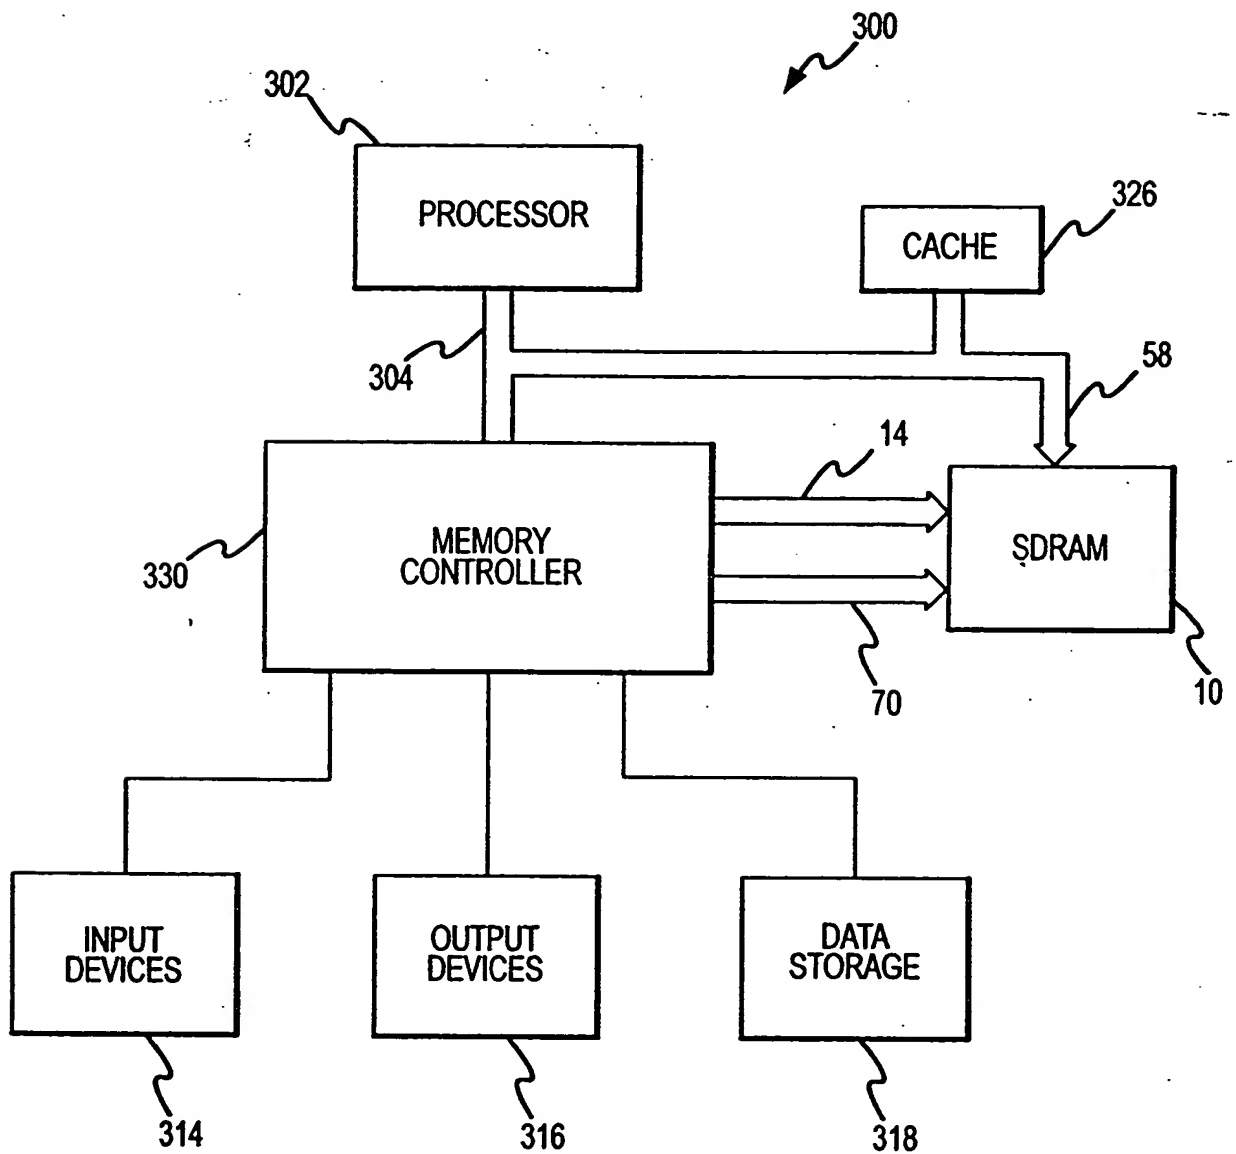 300
302
PROCESSOR
326
CACHE
304
58
14
MEMORY
CONTROLLER
SDRAM
330
70
10
INPUT
DEVICES
OUTPUT
DEVICES
DATA
STORAGE
314
316
318